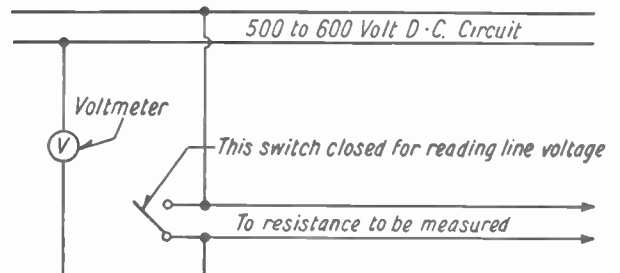 500 to 600 Volt D·C. Circuit
Voltmeter
V
This switch closed for reading line voltage
To resistance to be measured